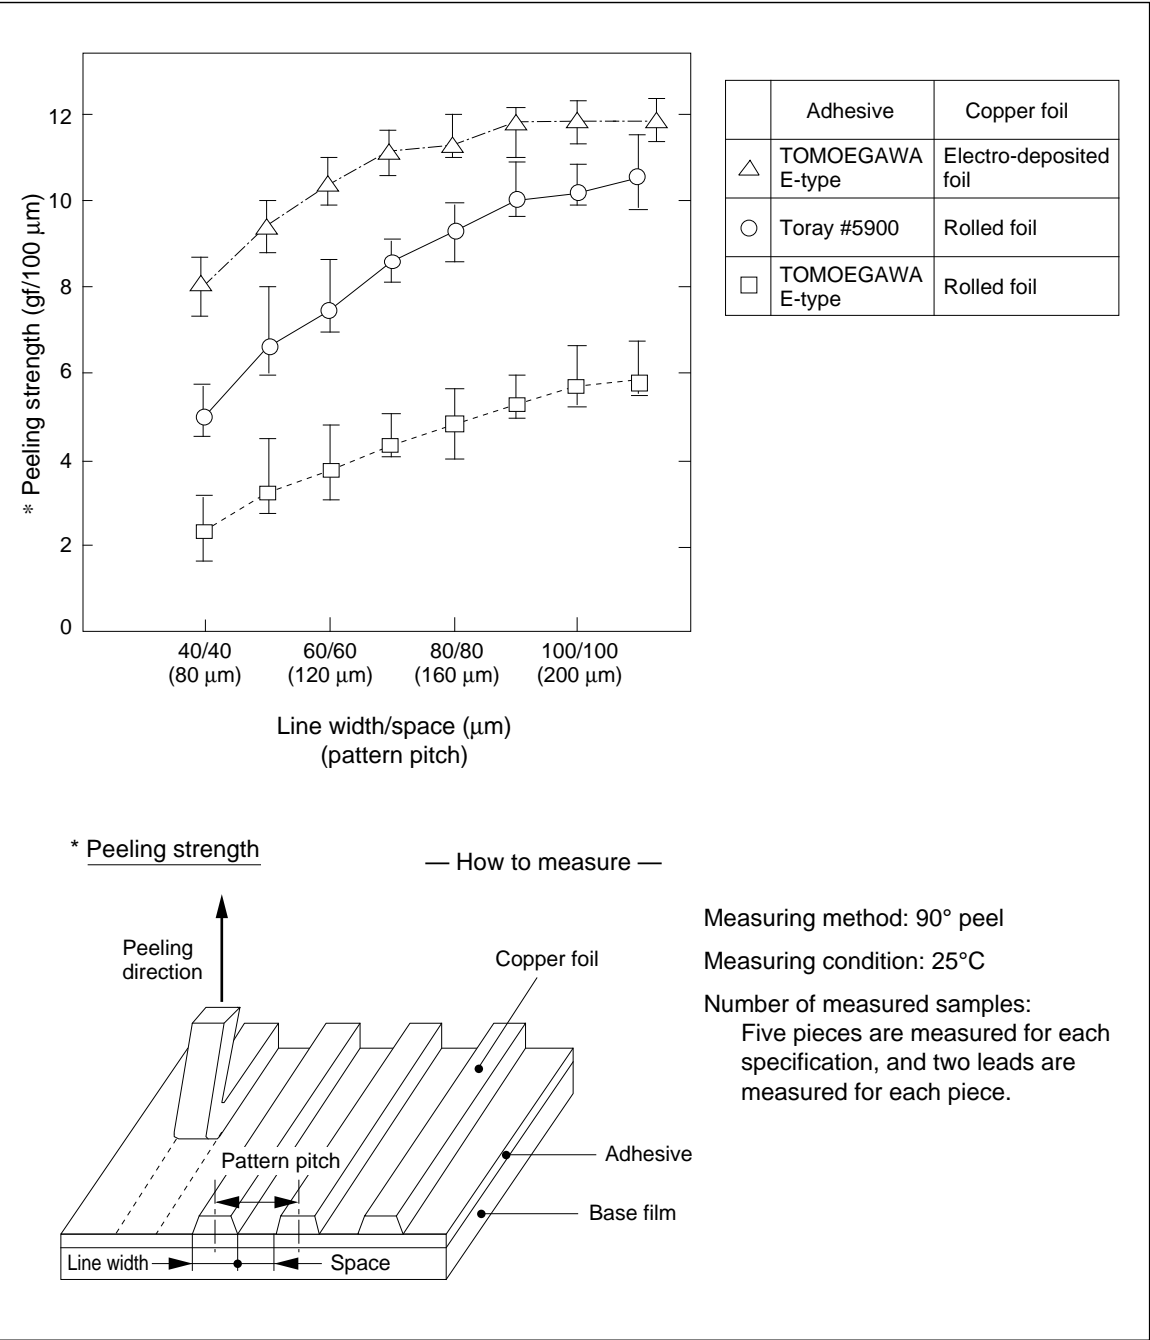 * Peeling strength (gf/100 μm)
12
10
8
6
4
2
0
40/40
(80 μm)
60/60
(120 μm)
80/80
(160 μm)
100/100
(200 μm)
Line width/space (μm)
(pattern pitch)
Adhesive
Copper foil
TOMOEGAWA
E-type
Electro-deposited
foil
Toray #5900
Rolled foil
TOMOEGAWA
E-type
Rolled foil
* Peeling strength
— How to measure —
Peeling
direction
Copper foil
Pattern pitch
Adhesive
Base film
Line width
Space
Measuring method: 90° peel
Measuring condition: 25°C
Number of measured samples:
Five pieces are measured for each
specification, and two leads are
measured for each piece.